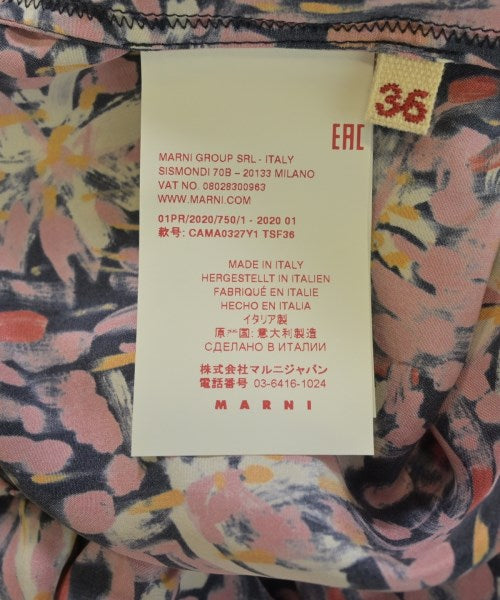 36
EAC
MARNI GROUP SRL - ITALY
SISMONDI 70B – 20133 MILANO
VAT NO. 08028300963
WWW.MARNI.COM
01PR/2020/750/1 - 2020 01
款号: CAMA0327Y1 TSF36
MADE IN ITALY
HERGESTELLT IN ITALIEN
FABRIQUÉ EN ITALIE
HECHO EN ITALIA
イタリア製
原产国: 意大利製造
СДЕЛАНО В ИТАЛИИ
株式会社マルニジャパン
電話番号 03-6416-1024
MARNI